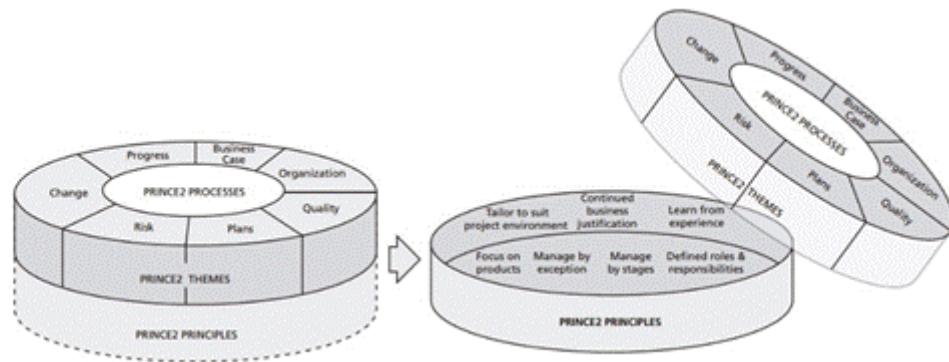 Progress
Business
Case
Organization
Change
PRINCE2 PROCESSES
Quality
Risk
Plans
PRINCE2 THEMES
PRINCE2 PRINCIPLES
Change
Progress
Business
Case
PRINCE2 PROCESSES
Risk
Organization
Plans
PRINCE2 THEMES
Quality
Tailor to suit
project environment
Continued
business
justification
Learn from
experience
Focus on
products
Manage by
exception
Manage
by stages
Defined roles &
responsibilities
PRINCE2 PRINCIPLES